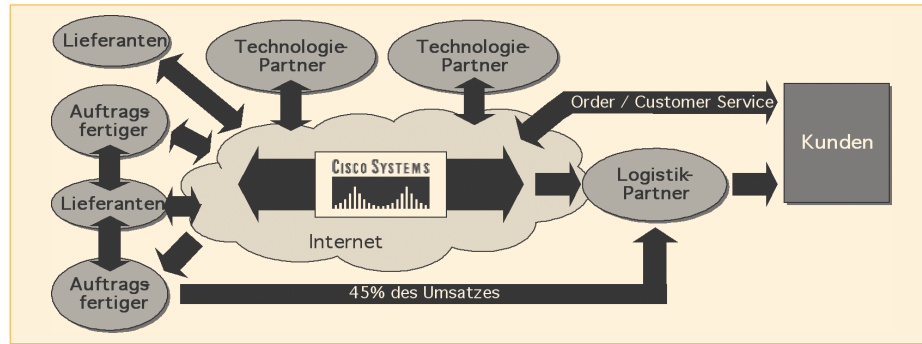 Lieferanten
Technologie-
Partner
Technologie-
Partner
Order / Customer Service
Auftrags-
fertiger
Kunden
CISCO SYSTEMS
Logistik-
Partner
Lieferanten
Internet
Auftrags-
fertiger
45% des Umsatzes